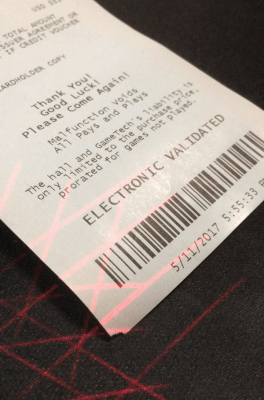 USD
TOTAL AMOUNT
ISSUER AGREEMENT OR
IS CREDIT VOUCHER
CARDHOLDER COPY
Thank You!
Good Luck!
Please Come Again!
Malfunction Voids
All Pays and Plays
The hall and GameTech's liability is
only limited to the purchase price,
prorated for games not played.
ELECTRONIC VALIDATED
5/11/2017 5:55:33 P